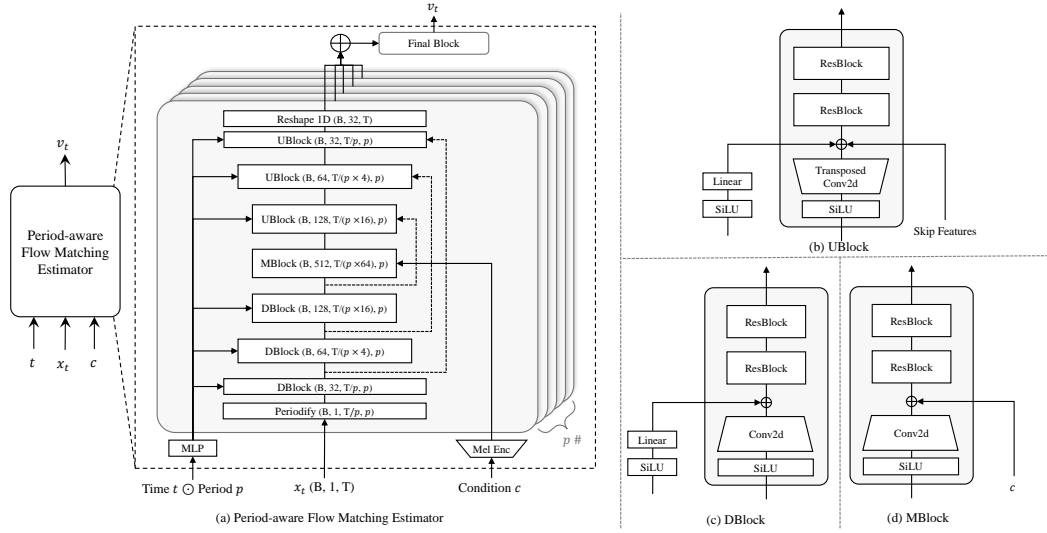 v_t
Period-aware
Flow Matching
Estimator
t
x_t
c
v_t
Final Block
Reshape 1D (B, 32, T)
UBlock (B, 32, T/p, p)
UBlock (B, 64, T/(p × 4), p)
UBlock (B, 128, T/(p ×16), p)
MBlock (B, 512, T/(p ×64), p)
DBlock (B, 128, T/(p ×16), p)
DBlock (B, 64, T/(p × 4), p)
DBlock (B, 32, T/p, p)
Periodify (B, 1, T/p, p)
p #
MLP
Mel Enc
Time t ⊙ Period p
x_t (B, 1, T)
Condition c
(a) Period-aware Flow Matching Estimator
ResBlock
ResBlock
Transposed
Conv2d
SiLU
Linear
SiLU
Skip Features
(b) UBlock
ResBlock
ResBlock
Conv2d
SiLU
Linear
SiLU
(c) DBlock
ResBlock
ResBlock
Conv2d
SiLU
c
(d) MBlock